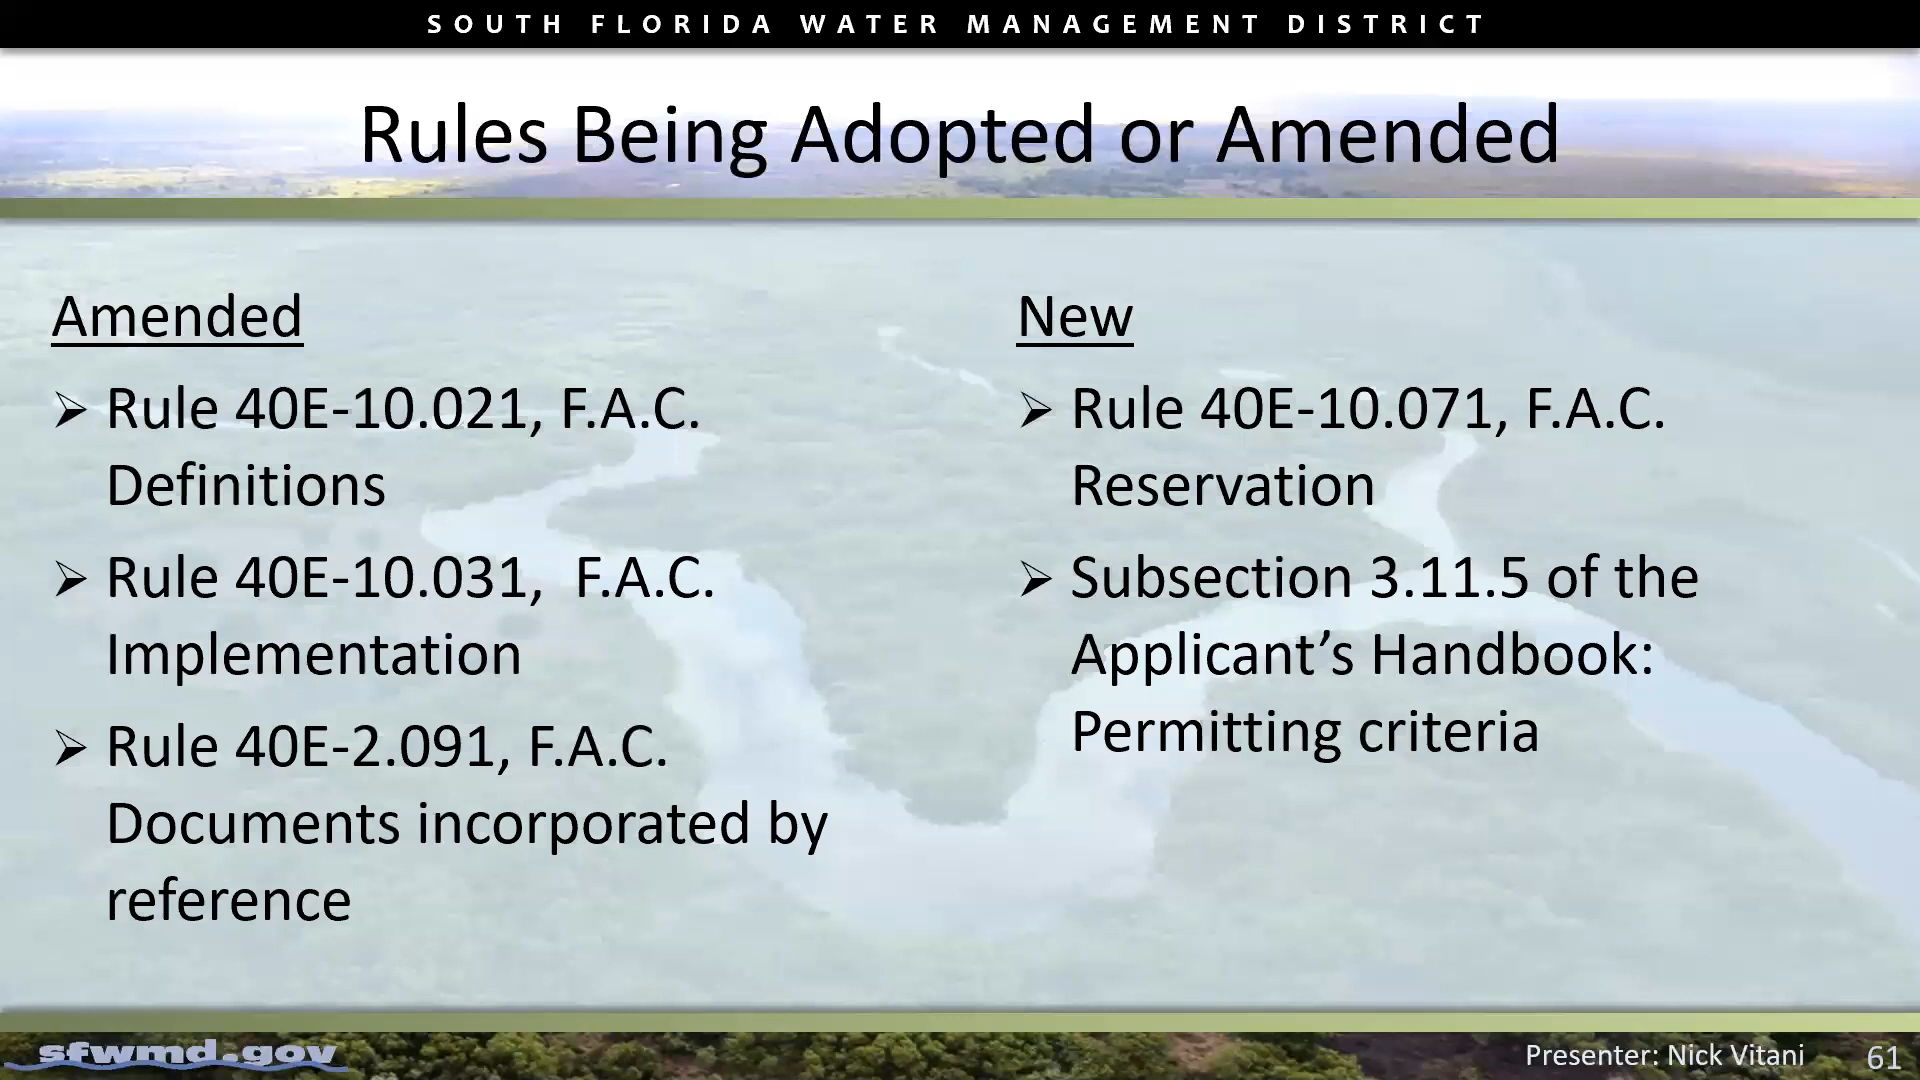 SOUTH FLORIDA WATER MANAGEMENT DISTRICT
Rules Being Adopted or Amended
Amended
➢ Rule 40E-10.021, F.A.C.
Definitions
➢ Rule 40E-10.031,  F.A.C.
Implementation
➢ Rule 40E-2.091, F.A.C.
Documents incorporated by
reference
New
➢ Rule 40E-10.071, F.A.C.
Reservation
➢ Subsection 3.11.5 of the
Applicant’s Handbook:
Permitting criteria
sfwmd.gov
Presenter: Nick Vitani
61